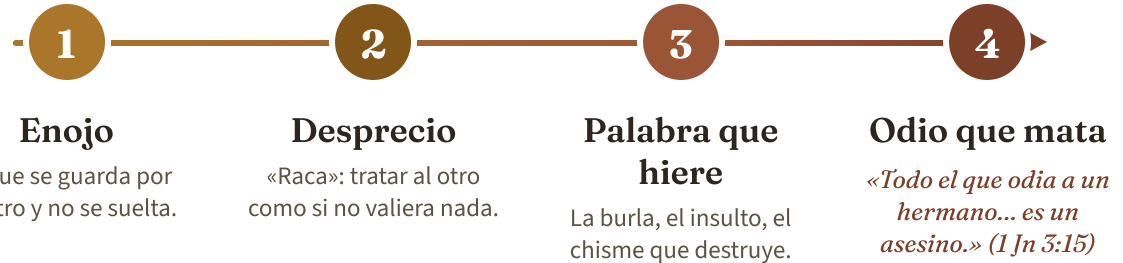 1
2
3
4
Enojo
ue se guarda por
tro y no se suelta.
Desprecio
«Raca»: tratar al otro
como si no valiera nada.
Palabra que
hiere
La burla, el insulto, el
chisme que destruye.
Odio que mata
«Todo el que odia a un
hermano... es un
asesino.» (1 Jn 3:15)